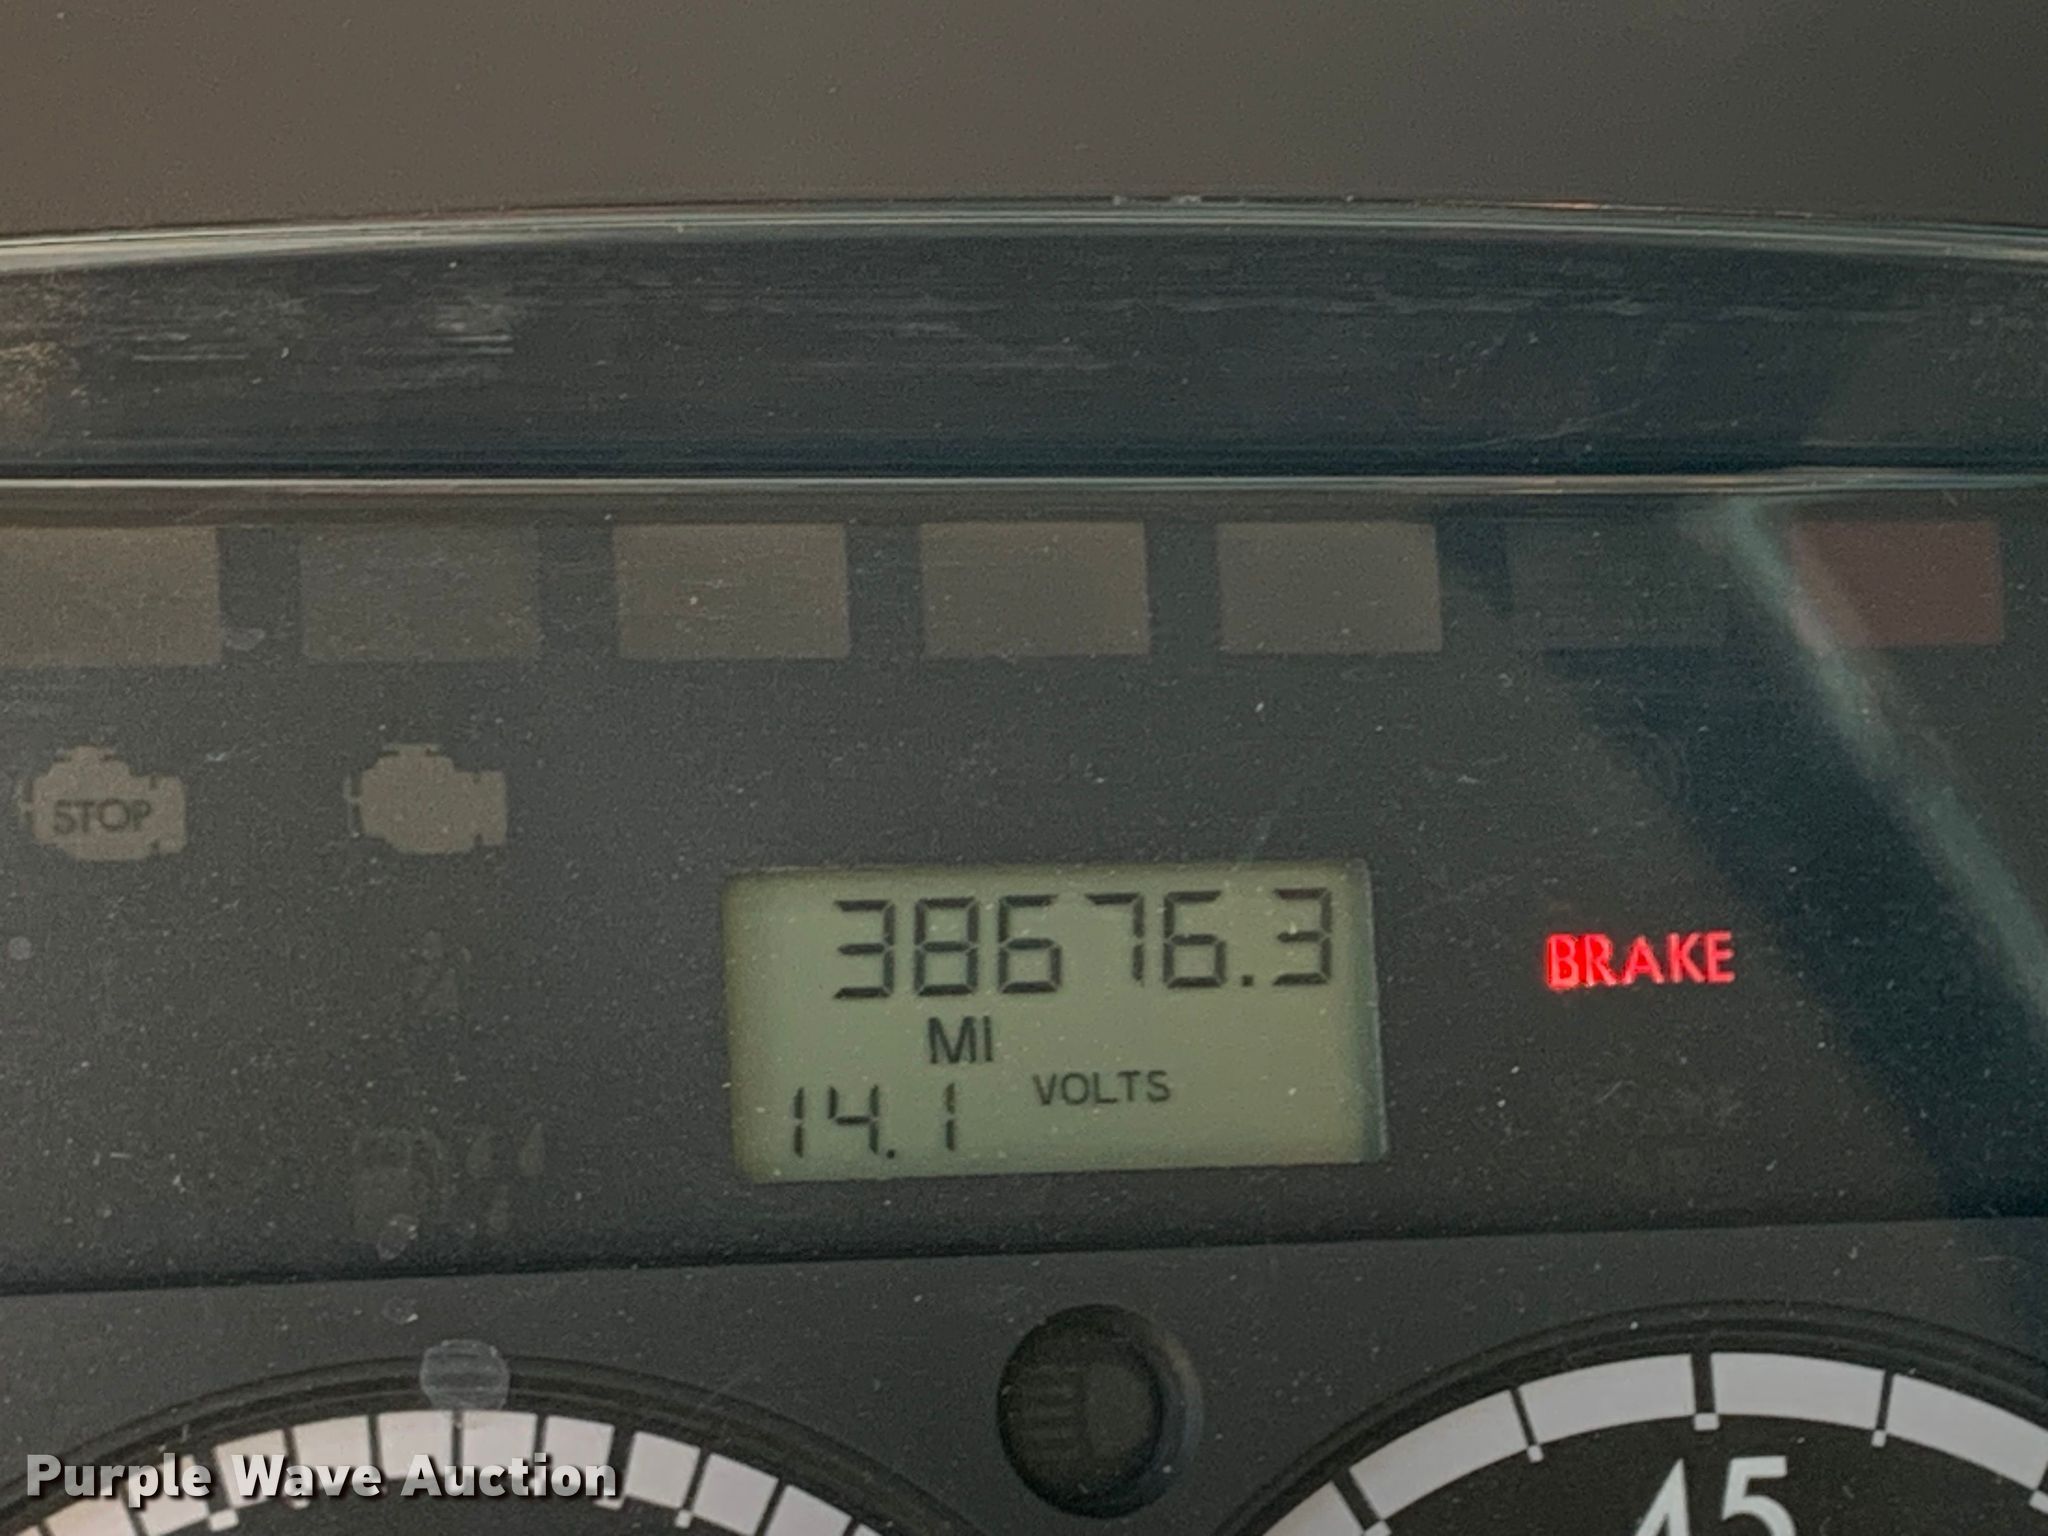 STOP
38676.3
BRAKE
MI
VOLTS
14.1
45
Purple Wave Auction